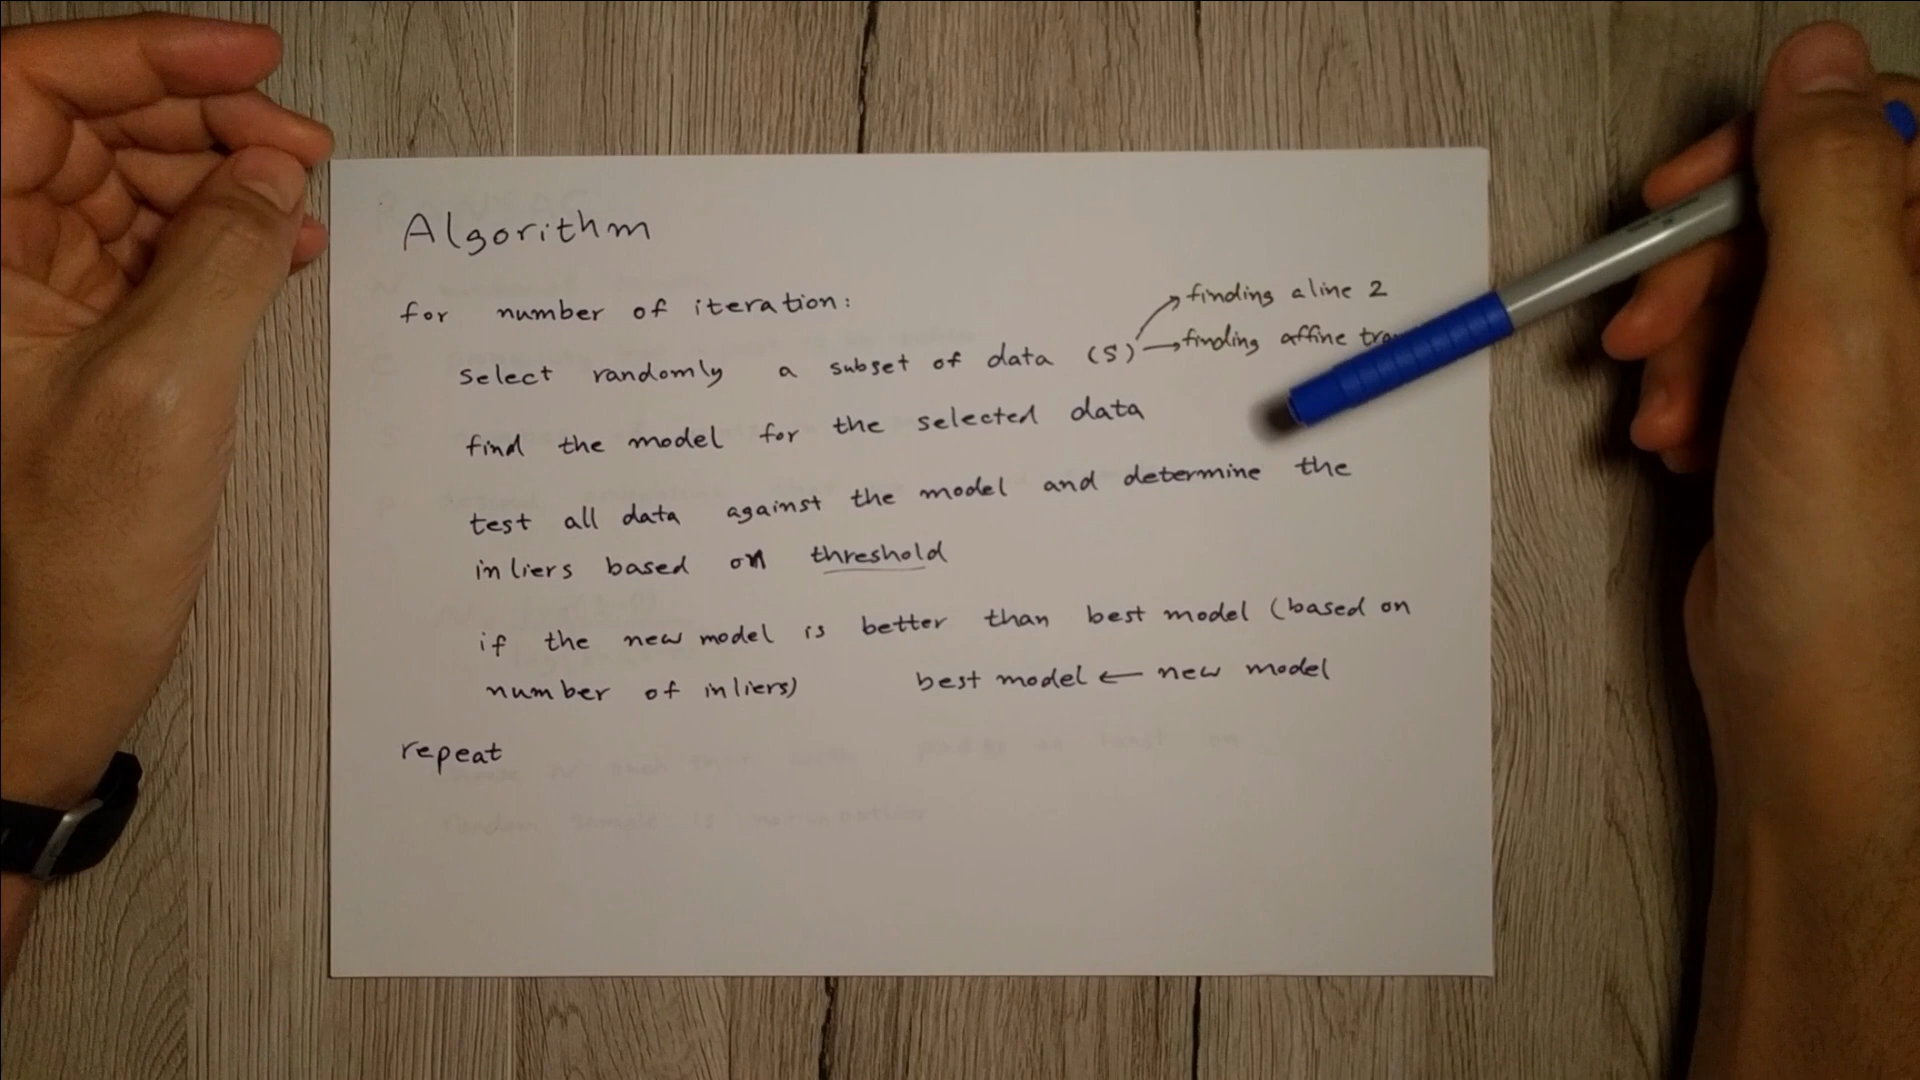 Algorithm
for number of iteration:
finding a line 2
select randomly a subset of data (S)
finding affine
find the model for the selected data
test all data against the model and determine the
inliers based on threshold
if the new model is better than best model (based on
number of inliers) best model ← new model
repeat